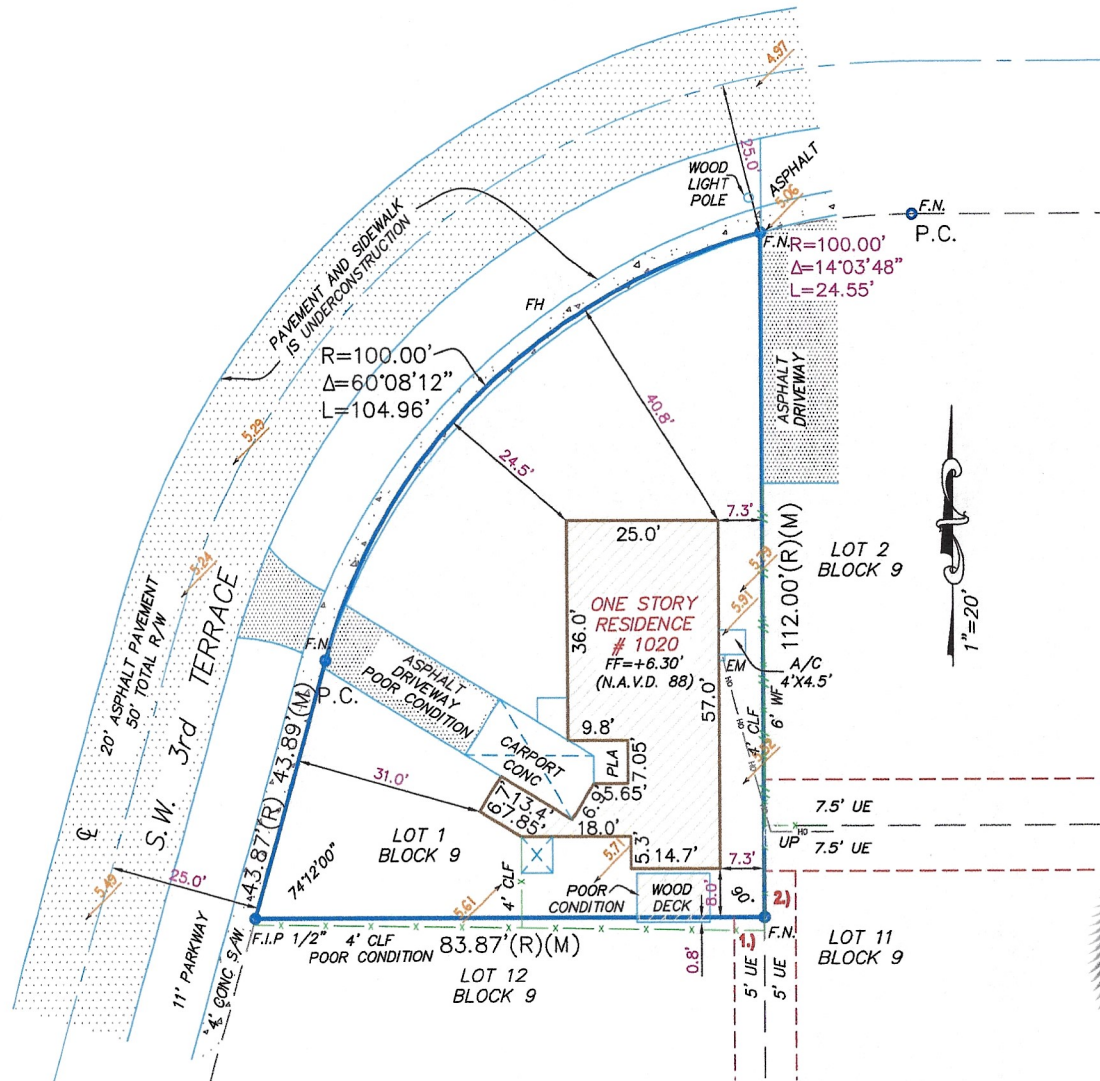 4.97
25.0'
ASPHALT
WOOD
LIGHT
POLE
5.06
F.N.
P.C.
F.N.
R=100.00'
Δ=14°03'48"
L=24.55'
PAVEMENT AND SIDEWALK
IS UNDERCONSTRUCTION
FH
R=100.00'
Δ=60°08'12"
L=104.96'
ASPHALT
DRIVEWAY
40.8'
24.5'
5.29
5.24
7.3'
25.0'
LOT 2
BLOCK 9
112.00'(R)(M)
1"=20'
5.79
5.91
ONE STORY
RESIDENCE
# 1020
FF=+6.30'
(N.A.V.D. 88)
36.0'
57.0'
EM
A/C
4'X4.5'
OH
4' CLF
6' WF
OH
20' ASPHALT PAVEMENT
50' TOTAL R/W
S.W. 3rd TERRACE
F.N.
P.C.
ASPHALT
DRIVEWAY
POOR CONDITION
CARPORT
CONC
9.8'
PLA
7.05'
5.65'
6.9'
13.4'
6.7'
7.85'
18.0'
31.0'
43.89'(M)
43.87'(R)
7.5' UE
UP
OH
7.5' UE
℄
LOT 1
BLOCK 9
74°12'00"
5.3'
14.7'
5.71
7.3'
25.0'
5.49
5.61
4' CLF
POOR
CONDITION
WOOD
DECK
8.0'
90°
2.)
1.)
F.N.
F.I.P 1/2"
4' CLF
POOR CONDITION
83.87'(R)(M)
LOT 12
BLOCK 9
0.8'
5' UE
5' UE
LOT 11
BLOCK 9
11' PARKWAY
4' CONC S/W